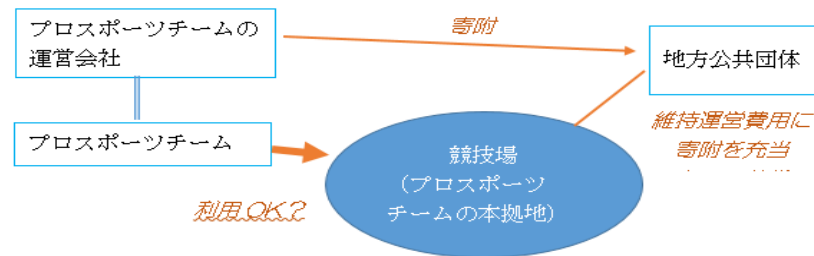 プロスポーツチームの
運営会社
寄附
地方公共団体
維持運営費用に
寄附を充当
プロスポーツチーム
競技場
（プロスポーツ
チームの本拠地）
利用OK？